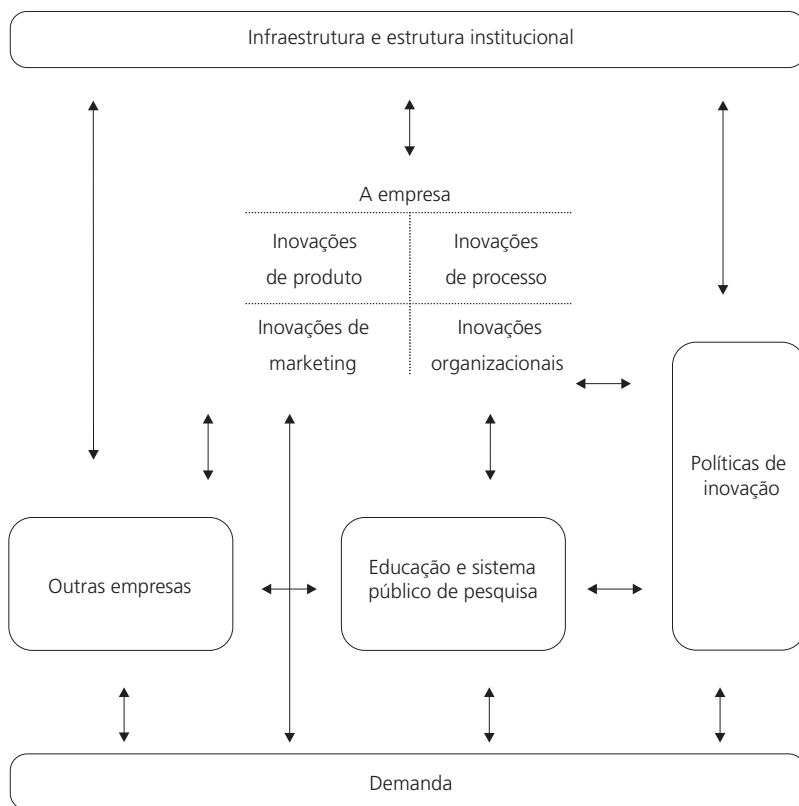 Infraestrutura e estrutura institucional
A empresa
Inovações
de produto
Inovações
de processo
Inovações de
marketing
Inovações
organizacionais
Políticas de
inovação
Outras empresas
Educação e sistema
público de pesquisa
Demanda